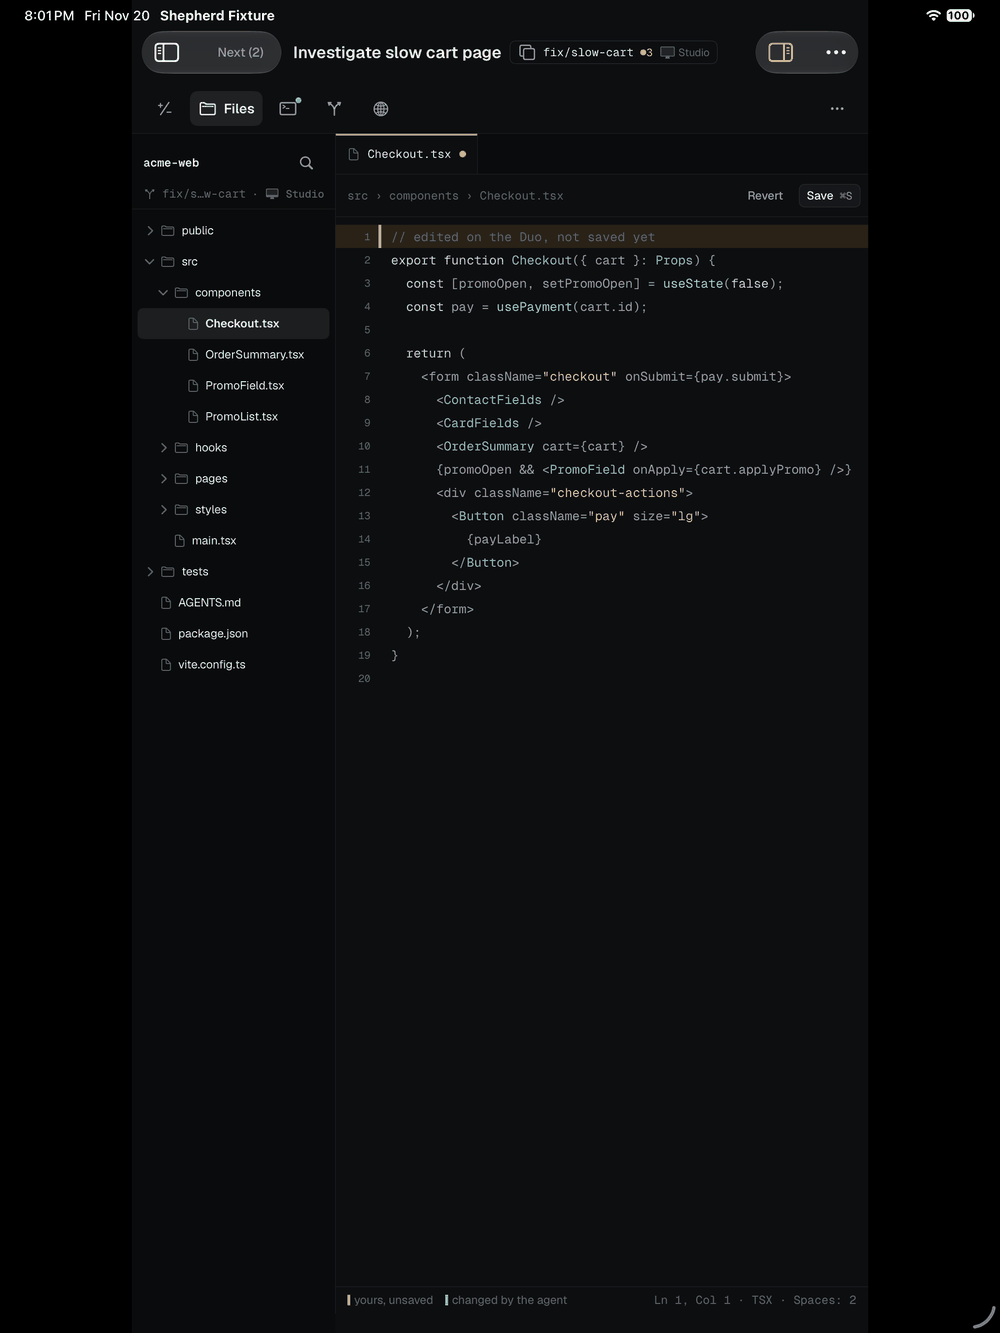 8:01 PM Fri Nov 20 Shepherd Fixture 100
Next (2) Investigate slow cart page fix/slow-cart 3 Studio
Files
acme-web
fix/s…w-cart · Studio
public
src
components
Checkout.tsx
OrderSummary.tsx
PromoField.tsx
PromoList.tsx
hooks
pages
styles
main.tsx
tests
AGENTS.md
package.json
vite.config.ts
Checkout.tsx
src › components › Checkout.tsx Revert Save ⌘S
1 // edited on the Duo, not saved yet
2 export function Checkout({ cart }: Props) {
3 const [promoOpen, setPromoOpen] = useState(false);
4 const pay = usePayment(cart.id);
5
6 return (
7 <form className="checkout" onSubmit={pay.submit}>
8 <ContactFields />
9 <CardFields />
10 <OrderSummary cart={cart} />
11 {promoOpen && <PromoField onApply={cart.applyPromo} />}
12 <div className="checkout-actions">
13 <Button className="pay" size="lg">
14 {payLabel}
15 </Button>
16 </div>
17 </form>
18 );
19 }
20
yours, unsaved changed by the agent Ln 1, Col 1 · TSX · Spaces: 2